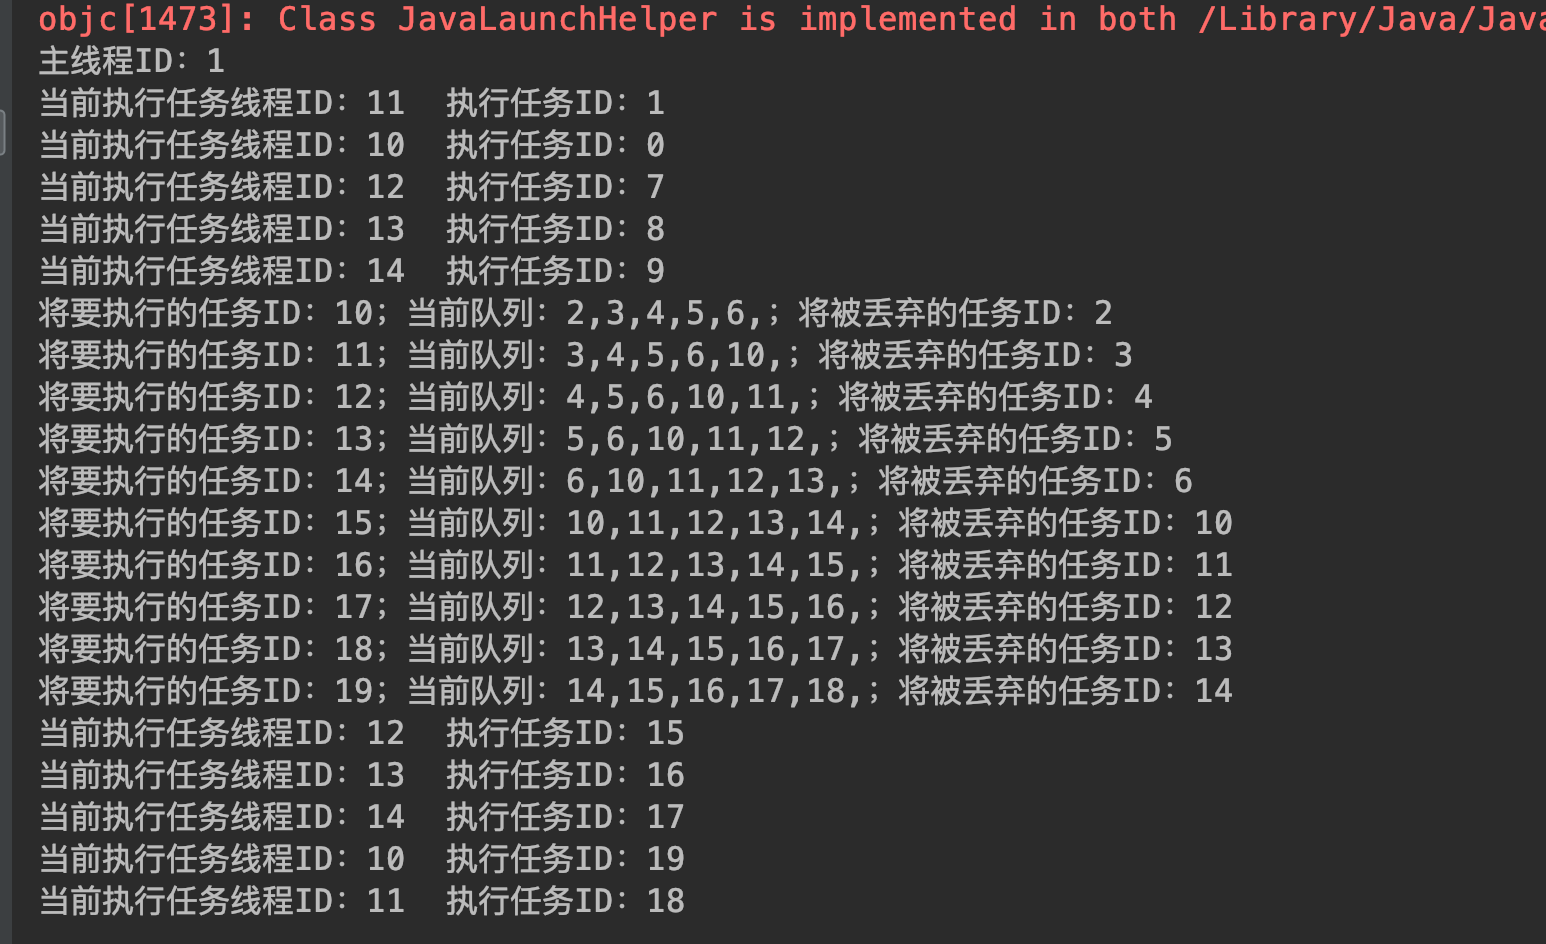 objc[1473]: Class JavaLaunchHelper is implemented in both /Library/Java/Java
主线程ID：1
当前执行任务线程ID：11  执行任务ID：1
当前执行任务线程ID：10  执行任务ID：0
当前执行任务线程ID：12  执行任务ID：7
当前执行任务线程ID：13  执行任务ID：8
当前执行任务线程ID：14  执行任务ID：9
将要执行的任务ID：10；当前队列：2,3,4,5,6,；将被丢弃的任务ID：2
将要执行的任务ID：11；当前队列：3,4,5,6,10,；将被丢弃的任务ID：3
将要执行的任务ID：12；当前队列：4,5,6,10,11,；将被丢弃的任务ID：4
将要执行的任务ID：13；当前队列：5,6,10,11,12,；将被丢弃的任务ID：5
将要执行的任务ID：14；当前队列：6,10,11,12,13,；将被丢弃的任务ID：6
将要执行的任务ID：15；当前队列：10,11,12,13,14,；将被丢弃的任务ID：10
将要执行的任务ID：16；当前队列：11,12,13,14,15,；将被丢弃的任务ID：11
将要执行的任务ID：17；当前队列：12,13,14,15,16,；将被丢弃的任务ID：12
将要执行的任务ID：18；当前队列：13,14,15,16,17,；将被丢弃的任务ID：13
将要执行的任务ID：19；当前队列：14,15,16,17,18,；将被丢弃的任务ID：14
当前执行任务线程ID：12  执行任务ID：15
当前执行任务线程ID：13  执行任务ID：16
当前执行任务线程ID：14  执行任务ID：17
当前执行任务线程ID：10  执行任务ID：19
当前执行任务线程ID：11  执行任务ID：18